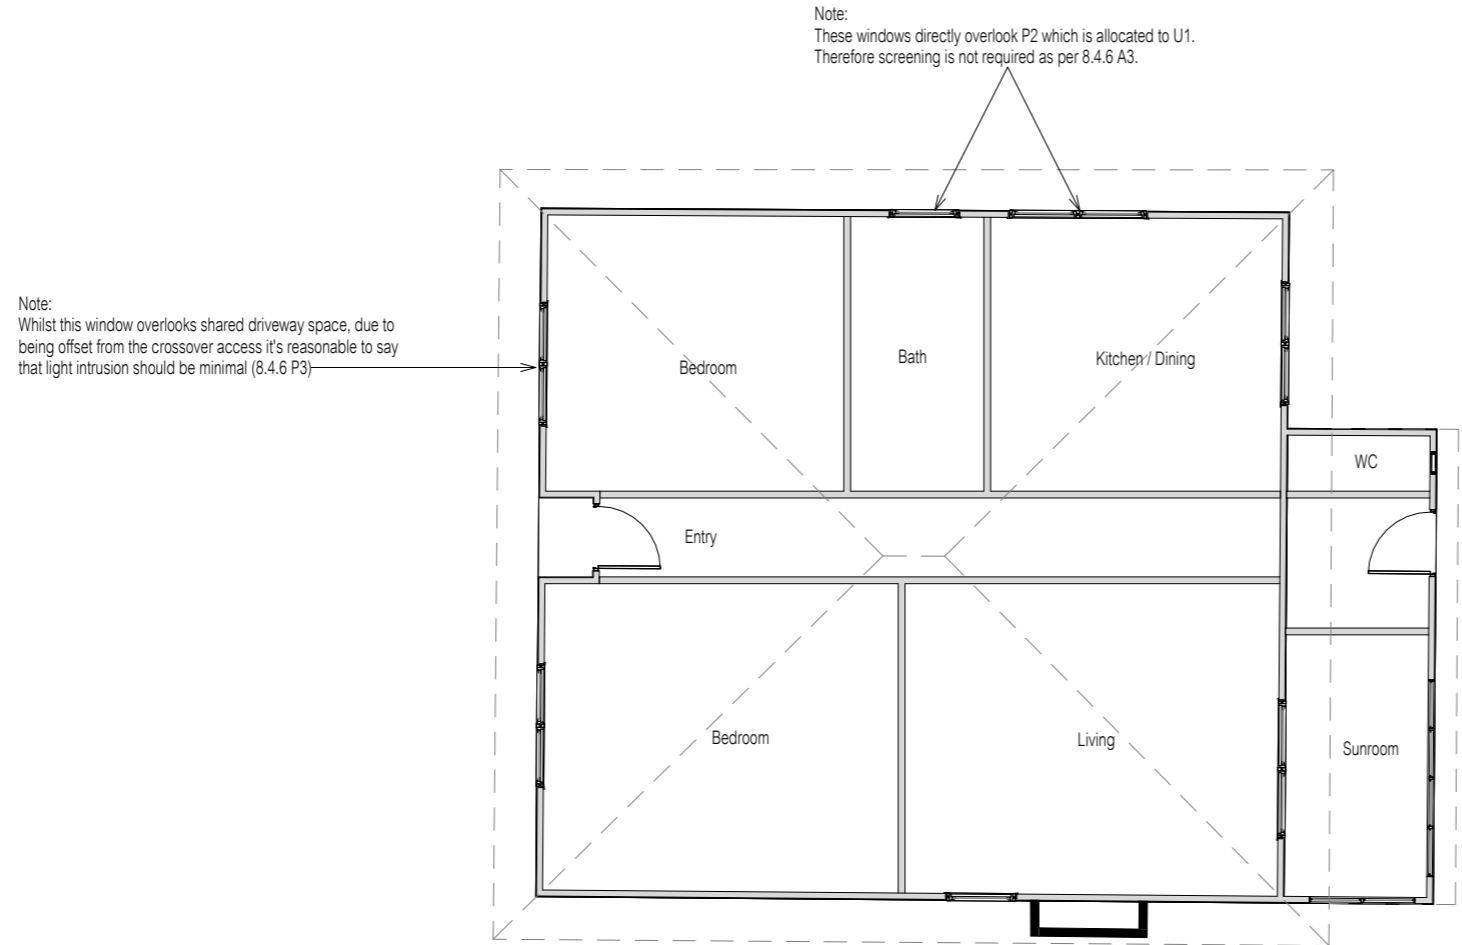 Note:
These windows directly overlook P2 which is allocated to U1.
Therefore screening is not required as per 8.4.6 A3.
Note:
Whilst this window overlooks shared driveway space, due to
being offset from the crossover access it's reasonable to say
that light intrusion should be minimal (8.4.6 P3)
Bedroom
Bath
Kitchen / Dining
WC
Entry
Bedroom
Living
Sunroom